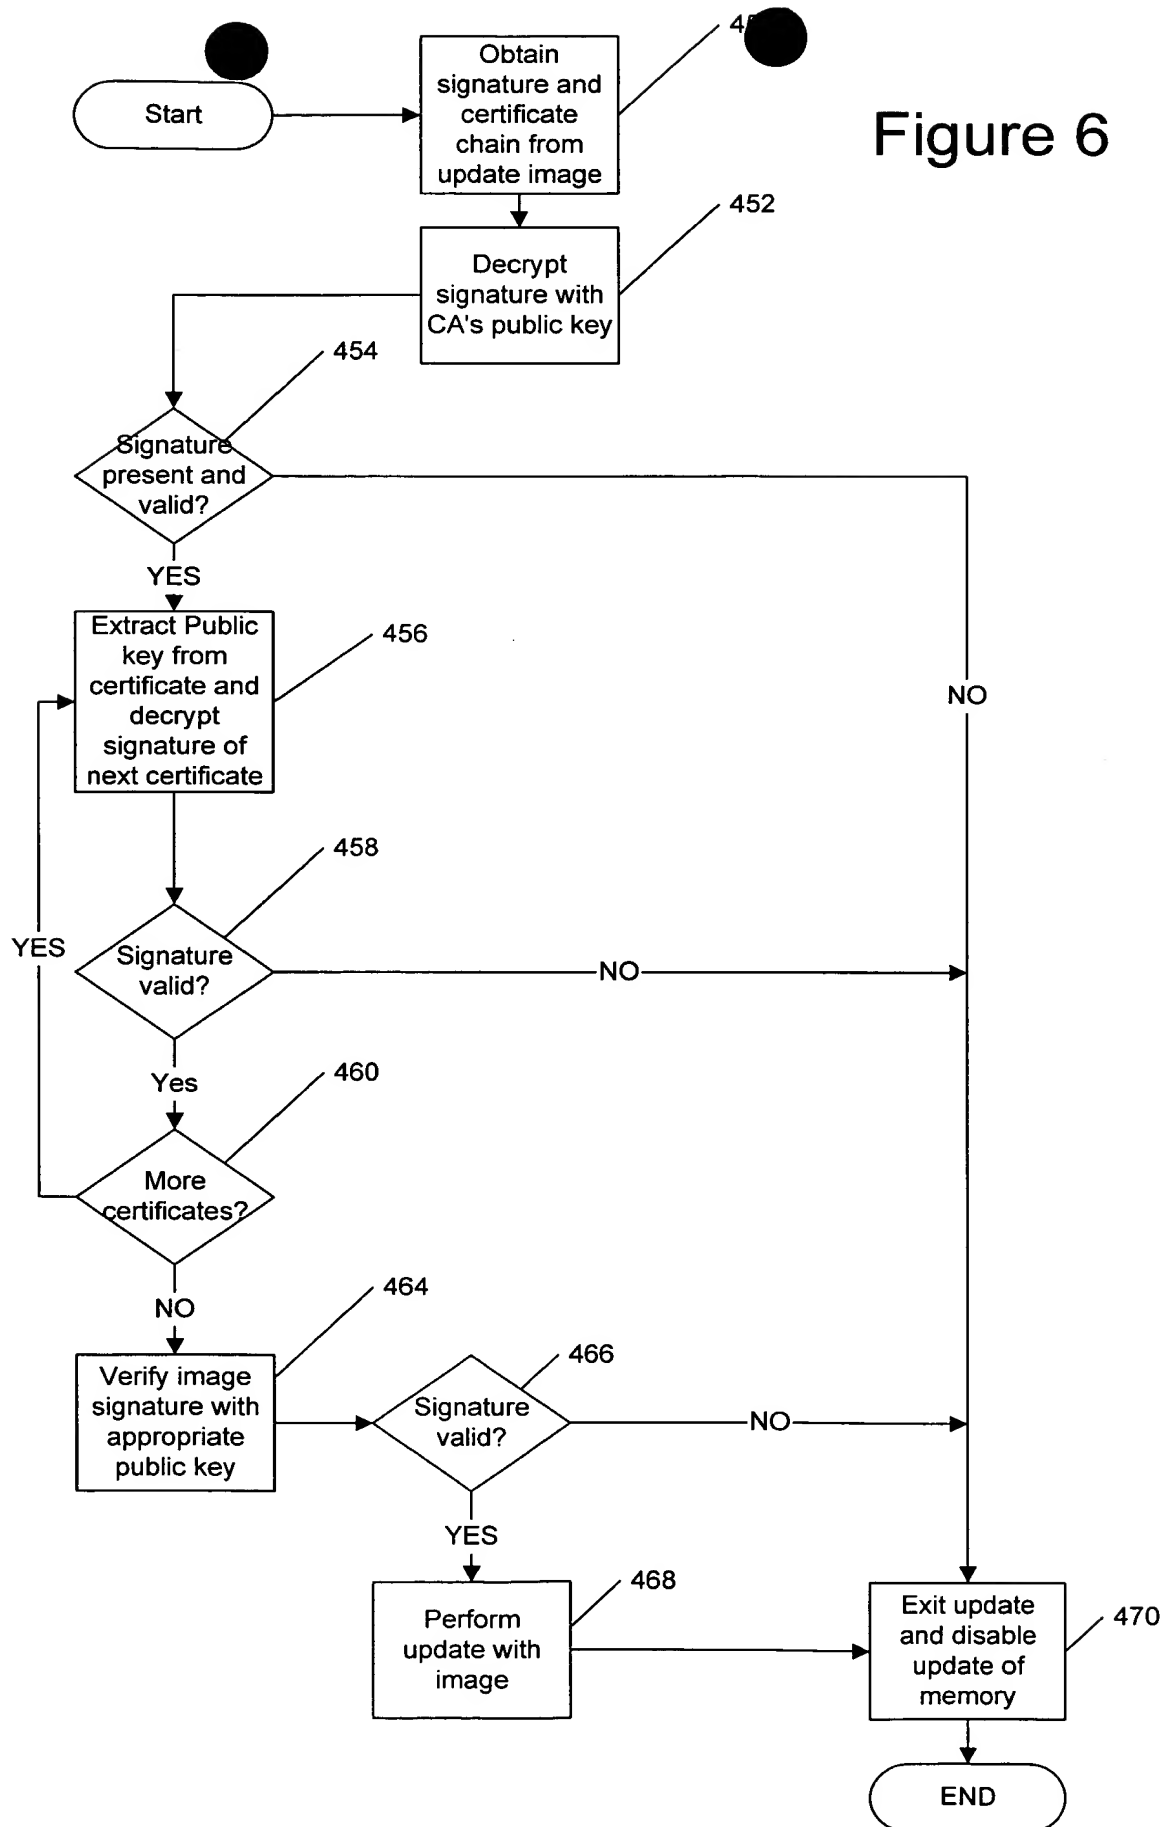 Start
Obtain
signature and
certificate
chain from
update image
Figure 6
452
Decrypt
signature with
CA's public key
454
Signature
present and
valid?
YES
NO
Extract Public
key from
certificate and
decrypt
signature of
next certificate
456
458
YES
Signature
valid?
NO
Yes
460
More
certificates?
NO
464
Verify image
signature with
appropriate
public key
466
Signature
valid?
NO
YES
468
Perform
update with
image
Exit update
and disable
update of
memory
470
END